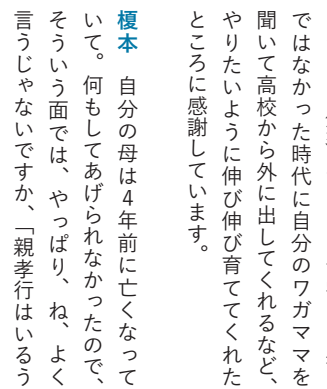 ではなかった時代に自分のワガママを
聞いて高校から外に出してくれるなど、
やりたいように伸び伸び育ててくれた
ところに感謝しています。
榎本　自分の母は4年前に亡くなって
いて。何もしてあげられなかったので、
そういう面では、やっぱり、ね、よく
言うじゃないですか、「親孝行はいるう